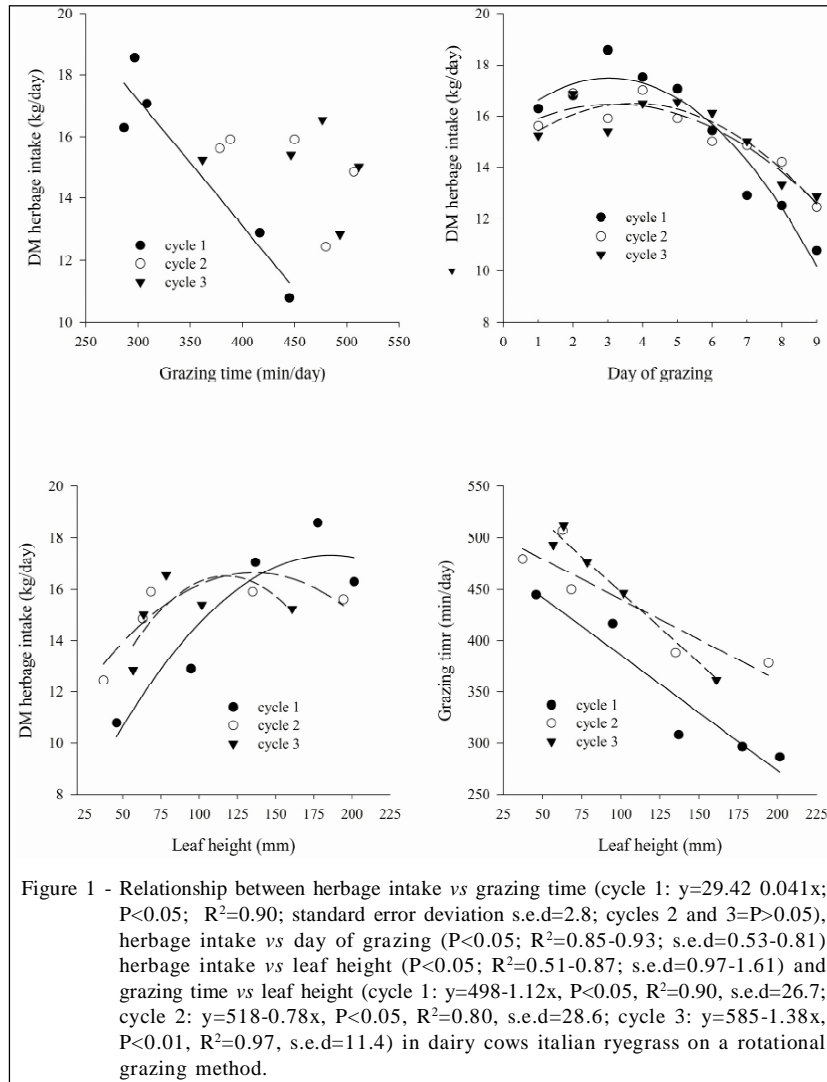 20
18
16
14
12
10
DM herbage intake (kg/day)
cycle 1
cycle 2
cycle 3
250 300 350 400 450 500 550
Grazing time (min/day)
20
18
16
14
12
10
8
DM herbage intake (kg/day)
cycle 1
cycle 2
cycle 3
0 1 2 3 4 5 6 7 8 9
Day of grazing
20
18
16
14
12
10
8
DM herbage intake (kg/day)
cycle 1
cycle 2
cycle 3
25 50 75 100 125 150 175 200 225
Leaf height (mm)
550
500
450
400
350
300
250
Grazing timr (min/day)
cycle 1
cycle 2
cycle 3
25 50 75 100 125 150 175 200 225
Leaf height (mm)
Figure 1 - Relationship between herbage intake vs grazing time (cycle 1: y=29.42 0.041x;
P<0.05; R²=0.90; standard error deviation s.e.d=2.8; cycles 2 and 3=P>0.05),
herbage intake vs day of grazing (P<0.05; R²=0.85-0.93; s.e.d=0.53-0.81)
herbage intake vs leaf height (P<0.05; R²=0.51-0.87; s.e.d=0.97-1.61) and
grazing time vs leaf height (cycle 1: y=498-1.12x, P<0.05, R²=0.90, s.e.d=26.7;
cycle 2: y=518-0.78x, P<0.05, R²=0.80, s.e.d=28.6; cycle 3: y=585-1.38x,
P<0.01, R²=0.97, s.e.d=11.4) in dairy cows italian ryegrass on a rotational
grazing method.